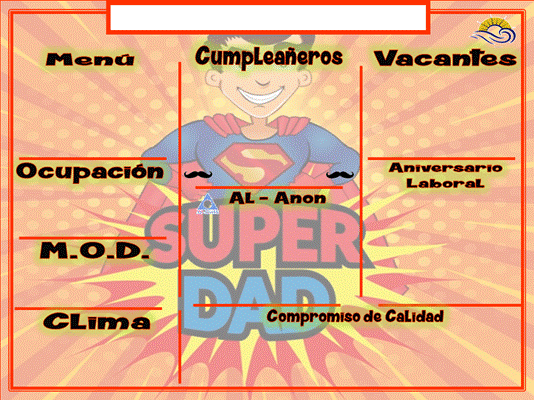 Menú
Cumpleañeros
Vacantes
Ocupación
Aniversario
Laboral
AL - Anon
M.O.D.
SUPER
DAD
Clima
Compromiso de Calidad